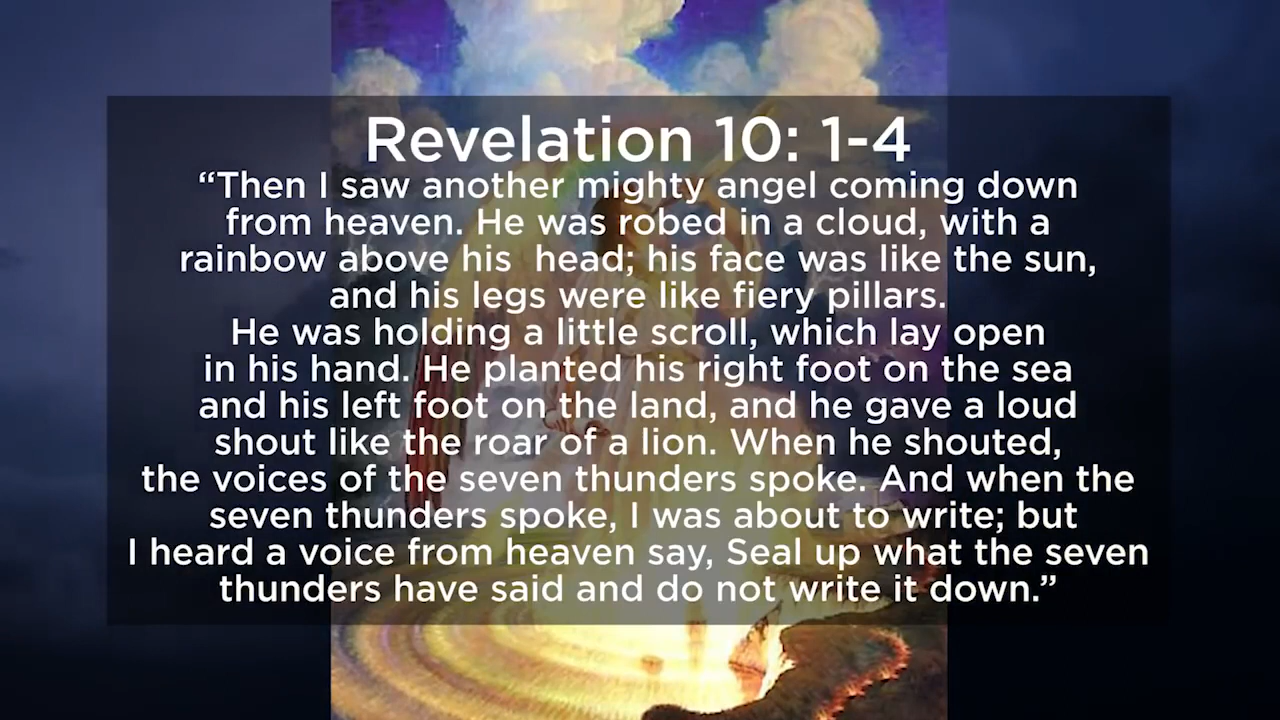 Revelation 10: 1-4
“Then I saw another mighty angel coming down
from heaven. He was robed in a cloud, with a
rainbow above his  head; his face was like the sun,
and his legs were like fiery pillars.
He was holding a little scroll, which lay open
in his hand. He planted his right foot on the sea
and his left foot on the land, and he gave a loud
shout like the roar of a lion. When he shouted,
the voices of the seven thunders spoke. And when the
seven thunders spoke, I was about to write; but
I heard a voice from heaven say, Seal up what the seven
thunders have said and do not write it down.”